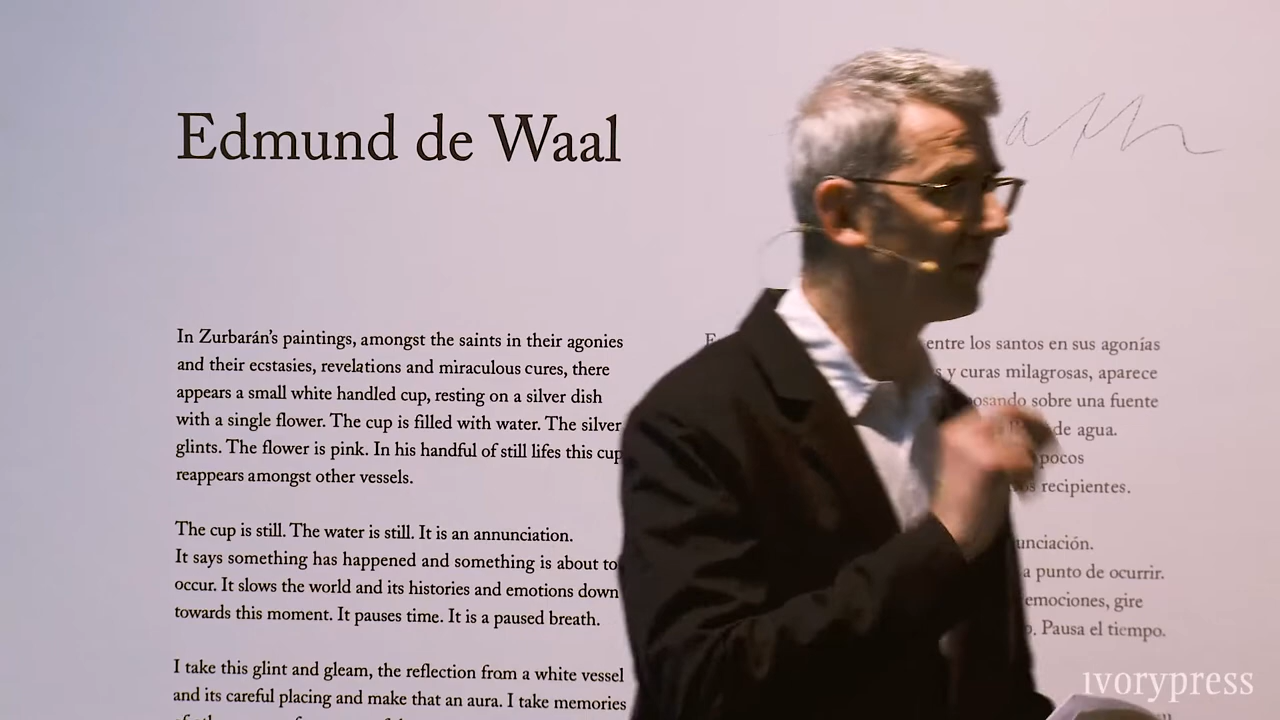 Edmund de Waal
In Zurbarán's paintings, amongst the saints in their agonies
and their ecstasies, revelations and miraculous cures, there
appears a small white handled cup, resting on a silver dish
with a single flower. The cup is filled with water. The silver
glints. The flower is pink. In his handful of still lifes this cup
reappears amongst other vessels.
The cup is still. The water is still. It is an annunciation.
It says something has happened and something is about to
occur. It slows the world and its histories and emotions down
towards this moment. It pauses time. It is a paused breath.
I take this glint and gleam, the reflection from a white vessel
and its careful placing and make that an aura. I take memories
entre los santos en sus agonías
y curas milagrosas, aparece
sobre una fuente
de agua.
pocos
recipientes.
a punto de ocurrir.
emociones, gire
Pausa el tiempo.
ivorypress